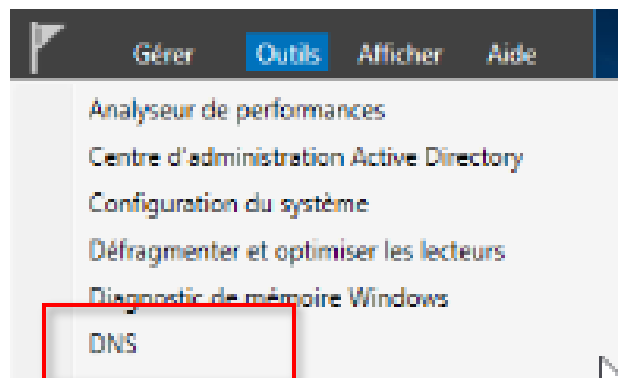 Gérer Outils Afficher Aide
Analyseur de performances
Centre d'administration Active Directory
Configuration du système
Défragmenter et optimiser les lecteurs
Diagnostic de mémoire Windows
DNS